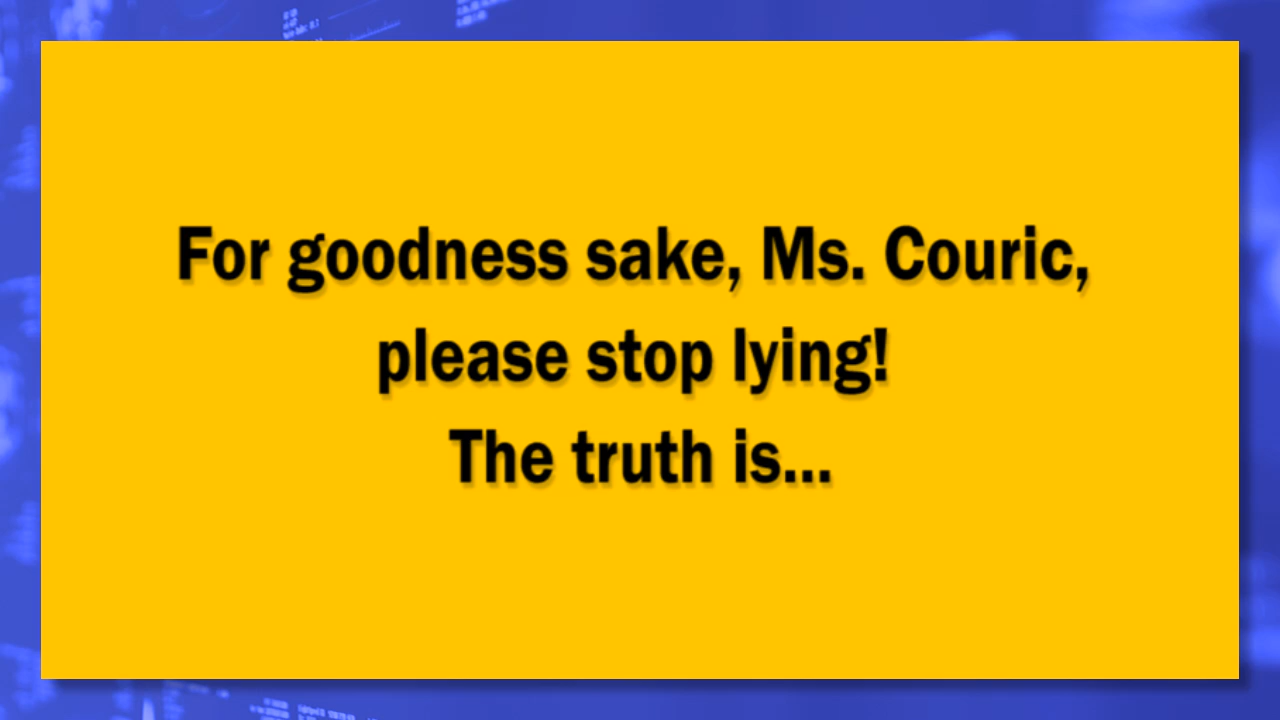 For goodness sake, Ms. Couric,
please stop lying!
The truth is...